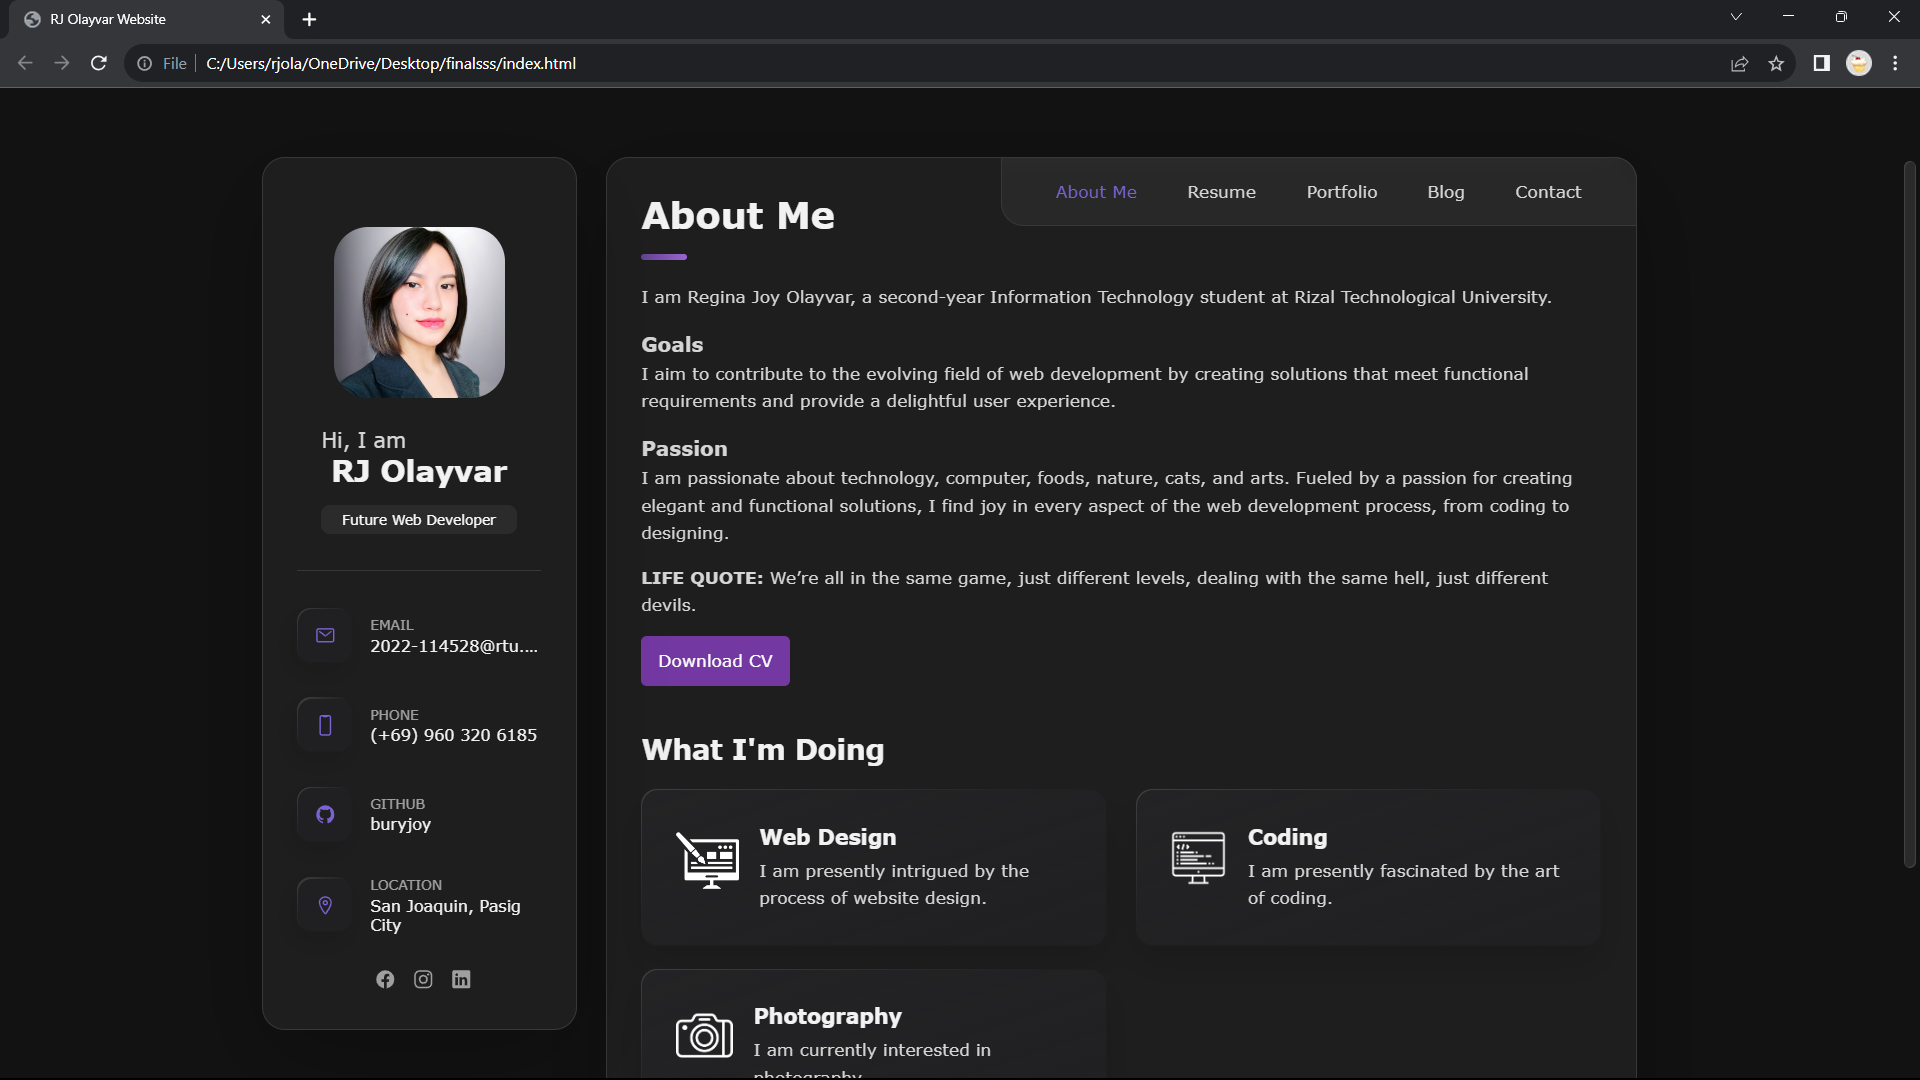 RJ Olayvar Website
File
C:/Users/rjola/OneDrive/Desktop/finalsss/index.html
Hi, I am
RJ Olayvar
Future Web Developer
EMAIL
2022-114528@rtu....
PHONE
(+69) 960 320 6185
GITHUB
buryjoy
LOCATION
San Joaquin, Pasig
City
About Me
Resume
Portfolio
Blog
Contact
About Me
I am Regina Joy Olayvar, a second-year Information Technology student at Rizal Technological University.
Goals
I aim to contribute to the evolving field of web development by creating solutions that meet functional
requirements and provide a delightful user experience.
Passion
I am passionate about technology, computer, foods, nature, cats, and arts. Fueled by a passion for creating
elegant and functional solutions, I find joy in every aspect of the web development process, from coding to
designing.
LIFE QUOTE: We’re all in the same game, just different levels, dealing with the same hell, just different
devils.
Download CV
What I'm Doing
Web Design
I am presently intrigued by the
process of website design.
Coding
I am presently fascinated by the art
of coding.
Photography
I am currently interested in
photography.